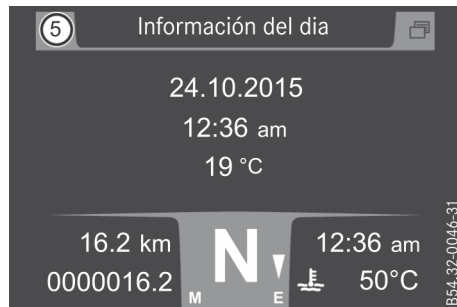 5 Información del dia
24.10.2015
12:36 am
19 °C
16.2 km
0000016.2
N
M E
12:36 am
50°C
B54.32-0046-31